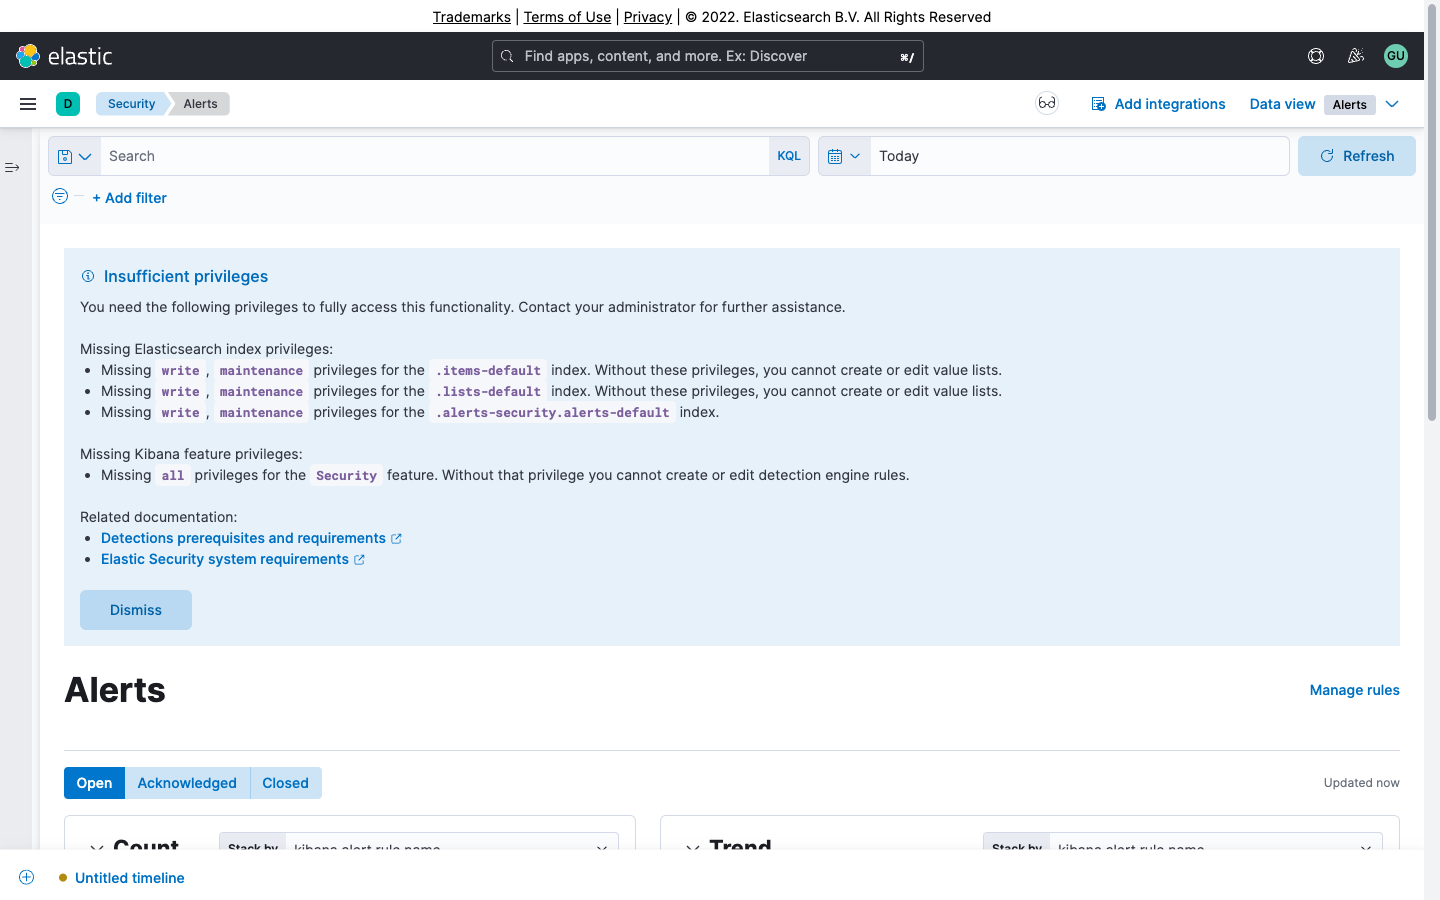 Trademarks | Terms of Use | Privacy | © 2022. Elasticsearch B.V. All Rights Reserved
elastic
Find apps, content, and more. Ex: Discover
⌘/
GU
D
Security
Alerts
Add integrations
Data view
Alerts
Search
KQL
Today
Refresh
+ Add filter
Insufficient privileges
You need the following privileges to fully access this functionality. Contact your administrator for further assistance.
Missing Elasticsearch index privileges:
• Missing write , maintenance privileges for the .items-default index. Without these privileges, you cannot create or edit value lists.
• Missing write , maintenance privileges for the .lists-default index. Without these privileges, you cannot create or edit value lists.
• Missing write , maintenance privileges for the .alerts-security.alerts-default index.
Missing Kibana feature privileges:
• Missing all privileges for the Security feature. Without that privilege you cannot create or edit detection engine rules.
Related documentation:
• Detections prerequisites and requirements
• Elastic Security system requirements
Dismiss
Alerts
Manage rules
Open
Acknowledged
Closed
Updated now
Count
Stack by
kibana.alert.rule.name
Trend
Stack by
kibana.alert.rule.name
Untitled timeline